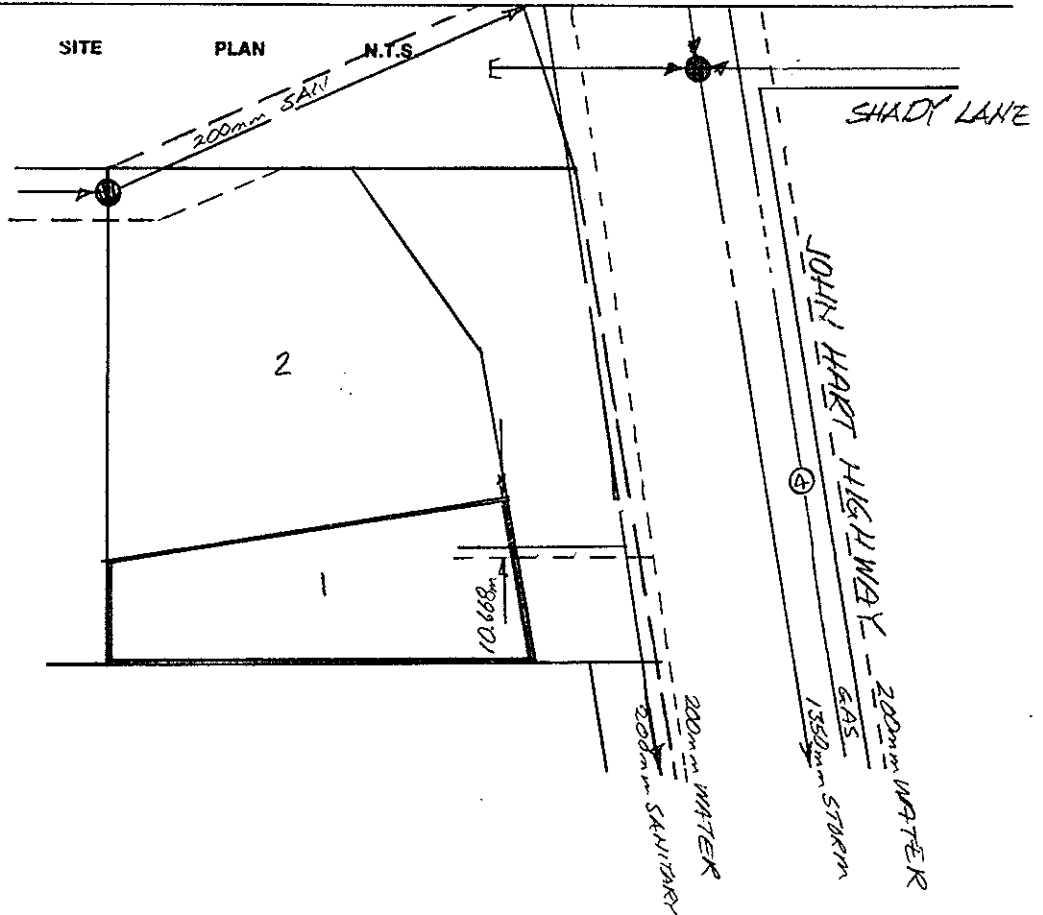 SITE PLAN N.T.S.
200mm SAN
SHADY LANE
JOHN HART HIGHWAY
2
4
1
10.668m
200mm WATER
GAS
1350mm STORM
200mm WATER
200mm SANITARY